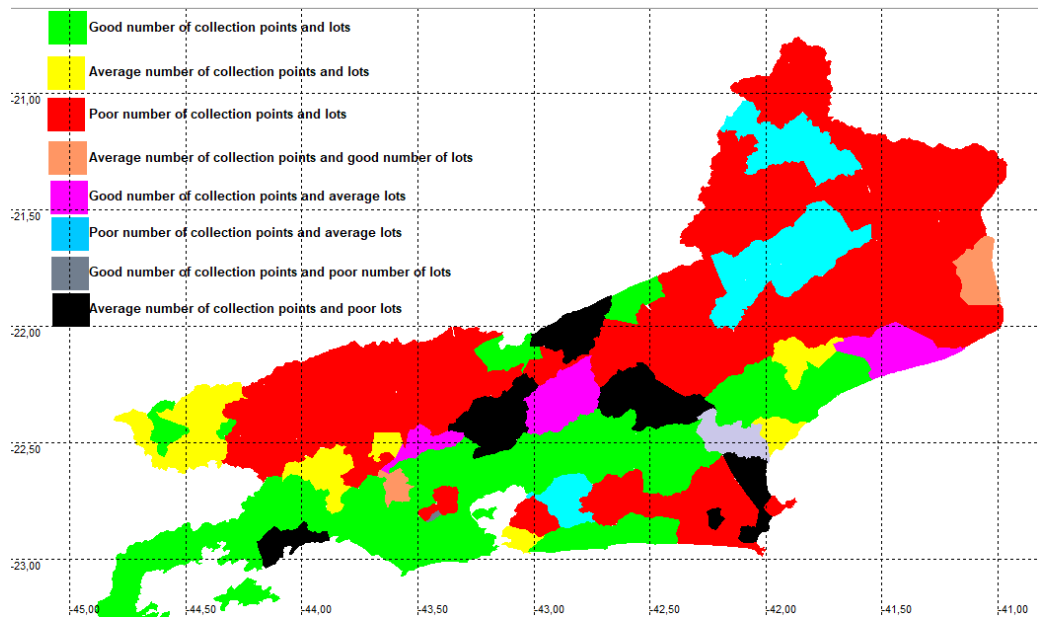 Good number of collection points and lots
Average number of collection points and lots
-21,00
Poor number of collection points and lots
Average number of collection points and good number of lots
Good number of collection points and average lots
-21,50
Poor number of collection points and average lots
Good number of collection points and poor number of lots
Average number of collection points and poor lots
-22,00
-22,50
-23,00
-45,00 -44,50 -44,00 -43,50 -43,00 -42,50 -42,00 -41,50 -41,00